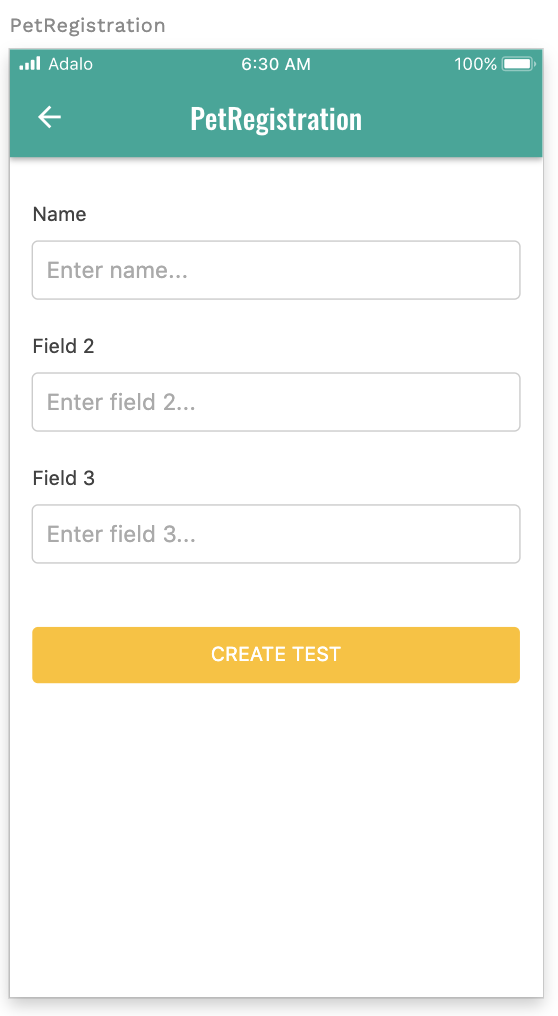 PetRegistration
Adalo 6:30 AM 100%
PetRegistration
Name
Enter name...
Field 2
Enter field 2...
Field 3
Enter field 3...
CREATE TEST